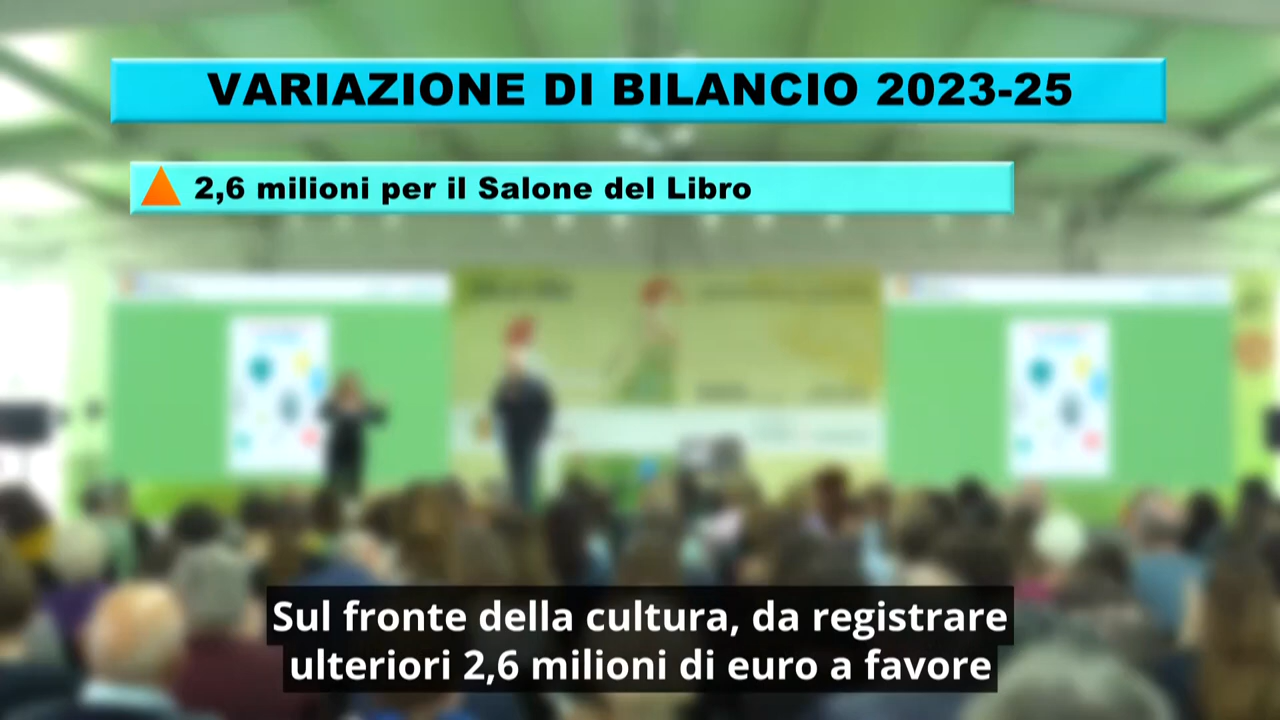 VARIAZIONE DI BILANCIO 2023-25
2,6 milioni per il Salone del Libro
Sul fronte della cultura, da registrare
ulteriori 2,6 milioni di euro a favore